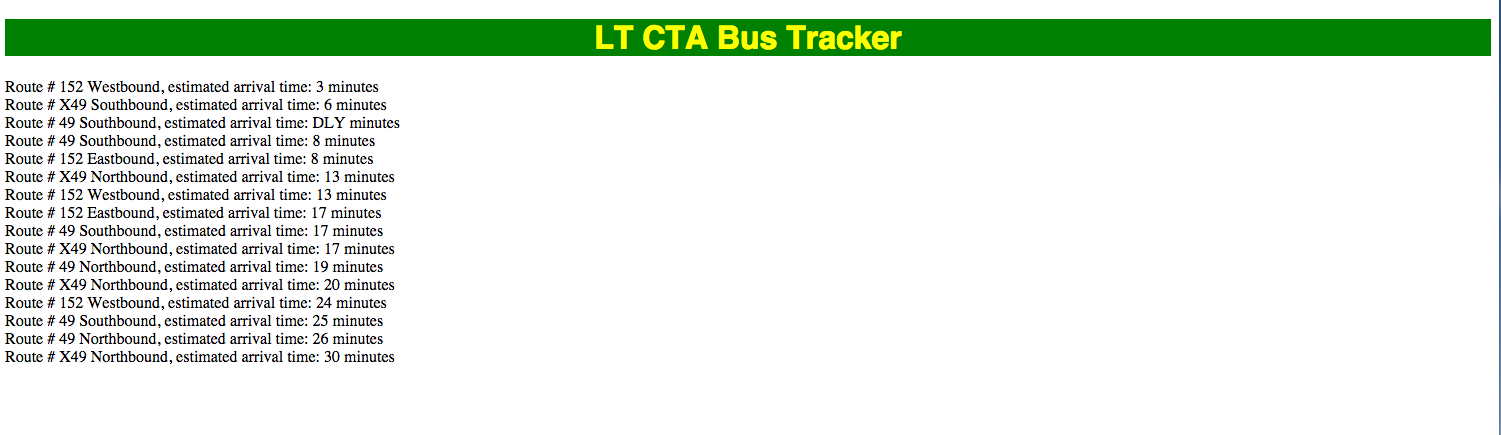 LT CTA Bus Tracker
Route # 152 Westbound, estimated arrival time: 3 minutes
Route # X49 Southbound, estimated arrival time: 6 minutes
Route # 49 Southbound, estimated arrival time: DLY minutes
Route # 49 Southbound, estimated arrival time: 8 minutes
Route # 152 Eastbound, estimated arrival time: 8 minutes
Route # X49 Northbound, estimated arrival time: 13 minutes
Route # 152 Westbound, estimated arrival time: 13 minutes
Route # 152 Eastbound, estimated arrival time: 17 minutes
Route # 49 Southbound, estimated arrival time: 17 minutes
Route # X49 Northbound, estimated arrival time: 17 minutes
Route # 49 Northbound, estimated arrival time: 19 minutes
Route # X49 Northbound, estimated arrival time: 20 minutes
Route # 152 Westbound, estimated arrival time: 24 minutes
Route # 49 Southbound, estimated arrival time: 25 minutes
Route # 49 Northbound, estimated arrival time: 26 minutes
Route # X49 Northbound, estimated arrival time: 30 minutes